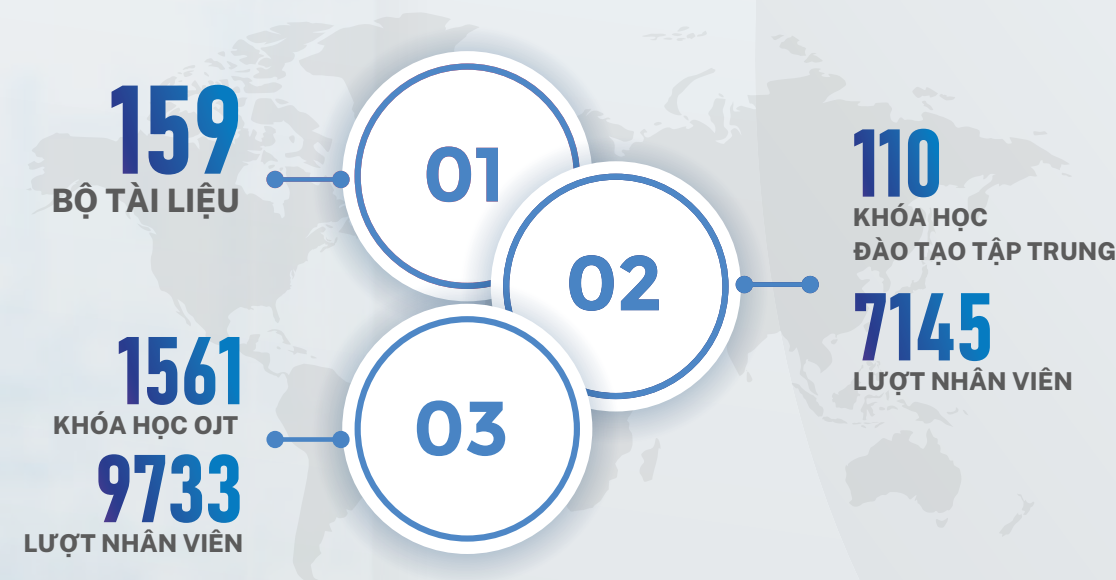 159
BỘ TÀI LIỆU
01
02
110
KHÓA HỌC
ĐÀO TẠO TẬP TRUNG
7145
LƯỢT NHÂN VIÊN
03
1561
KHÓA HỌC OJT
9733
LƯỢT NHÂN VIÊN